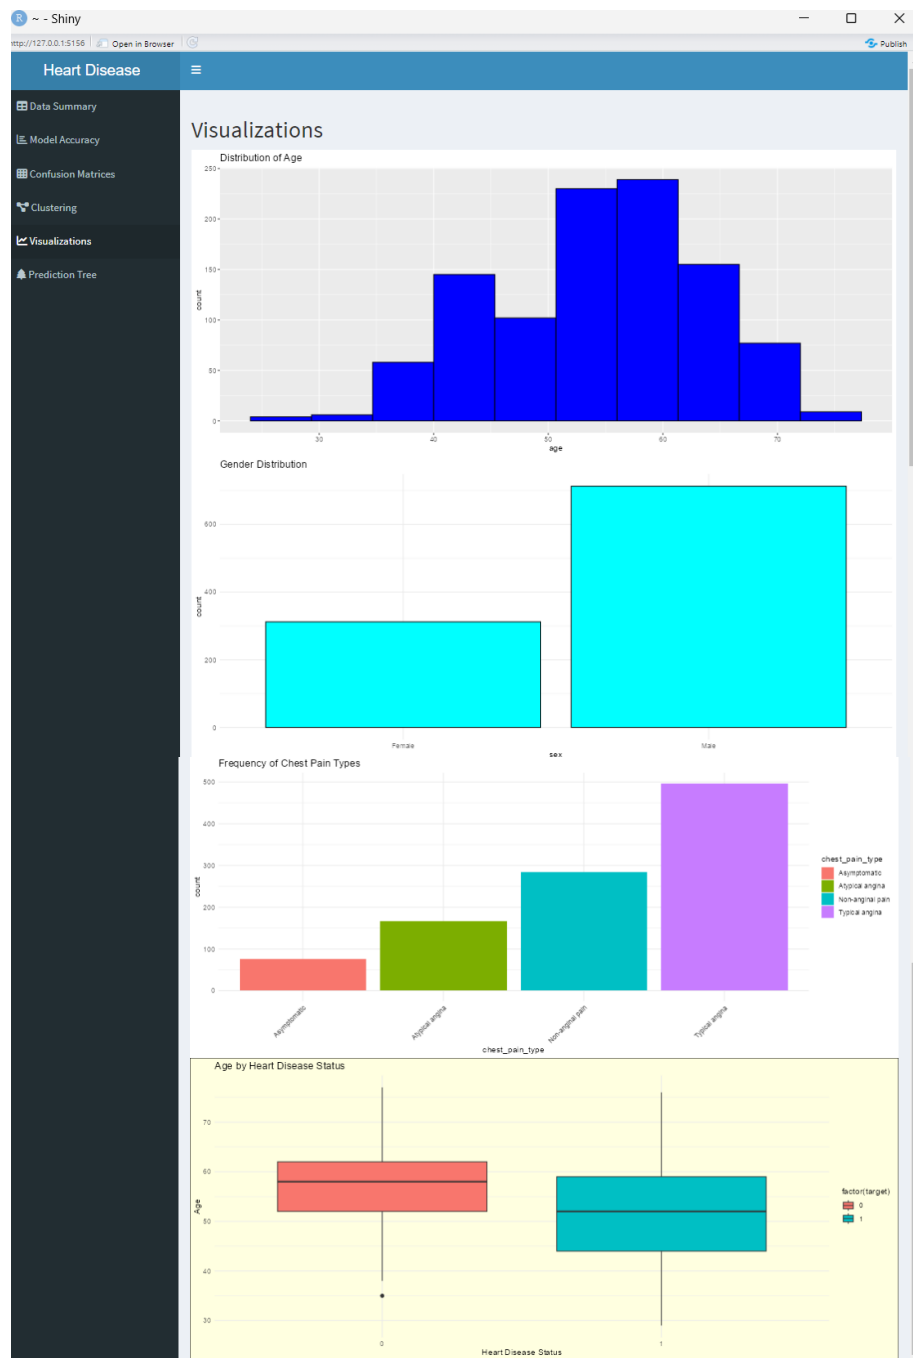 R ~ - Shiny
http://127.0.0.1:5156 Open in Browser Publish
Heart Disease
Data Summary
Model Accuracy
Confusion Matrices
Clustering
Visualizations
Prediction Tree
Visualizations
Distribution of Age
250
200
150
100
50
0
count
30 40 50 60 70
age
Gender Distribution
600
400
200
0
count
Female Male
sex
Frequency of Chest Pain Types
500
400
300
200
100
0
count
Asymptomatic Atypical angina Non-anginal pain Typical angina
chest_pain_type
chest_pain_type
Asymptomatic
Atypical angina
Non-anginal pain
Typical angina
Age by Heart Disease Status
70
60
50
40
30
Age
0 1
Heart Disease Status
factor(target)
0
1